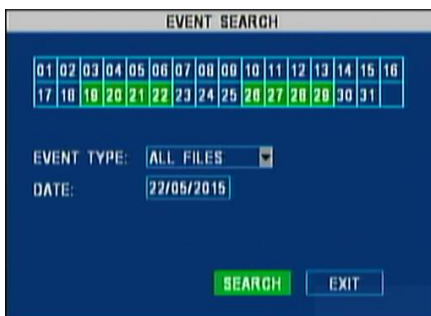 EVENT SEARCH
01 02 03 04 05 06 07 08 09 10 11 12 13 14 15 16
17 18 19 20 21 22 23 24 25 26 27 28 29 30 31
EVENT TYPE: ALL FILES
DATE: 22/05/2015
SEARCH EXIT